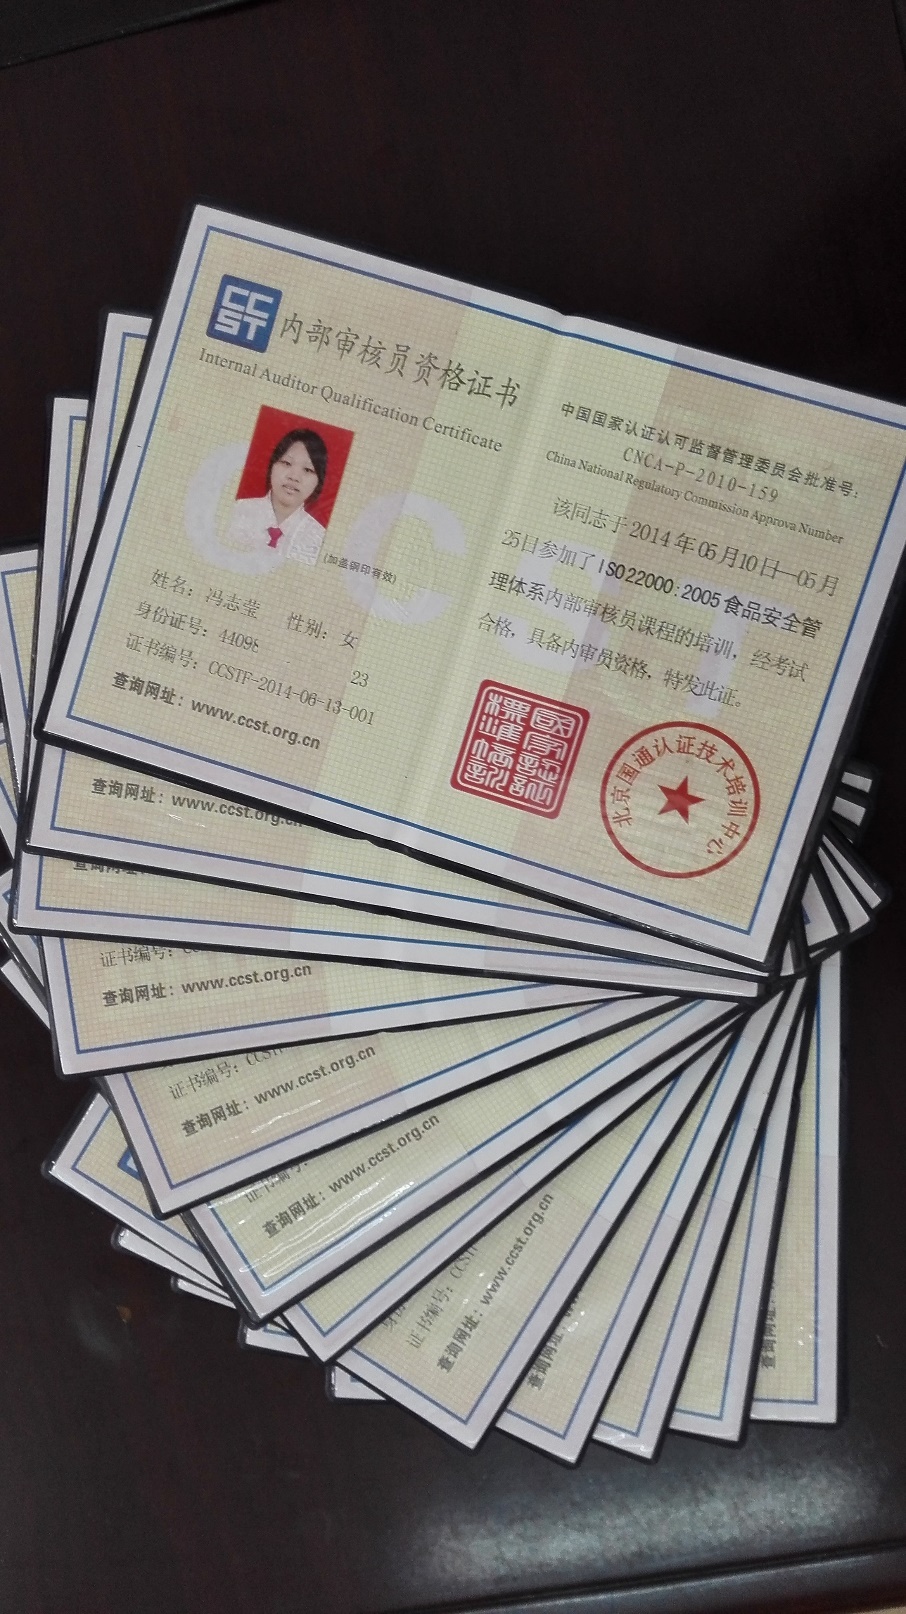 CCST
内部审核员资格证书
Internal Auditor Qualification Certificate
(加盖钢印有效)
姓名：冯志莹 性别：女
身份证号：4409 23
证书编号：CCSTF-2014-06-13-001
查询网址：www.ccst.org.cn
中国国家认证认可监督管理委员会批准号：
CNCA-P-2010-159
China National Regulatory Commission Approva Number
该同志于2014年05月10日—05月
25日参加了ISO22000:2005食品安全管
理体系内部审核员课程的培训，经考试
合格，具备内审员资格，特发此证。
北京国通认证技术培训中心
查询网址：www.ccst.org.cn
查询网址：
证书编号：
查询网址：www.ccst.org.cn
证书编号：CCST
查询网址：www.ccst.org.cn
证书编号：
查询网址：www.ccst.org.cn
证书编号：CCST
查询网址：www.ccst.org.cn
查询网址：
查询网址：